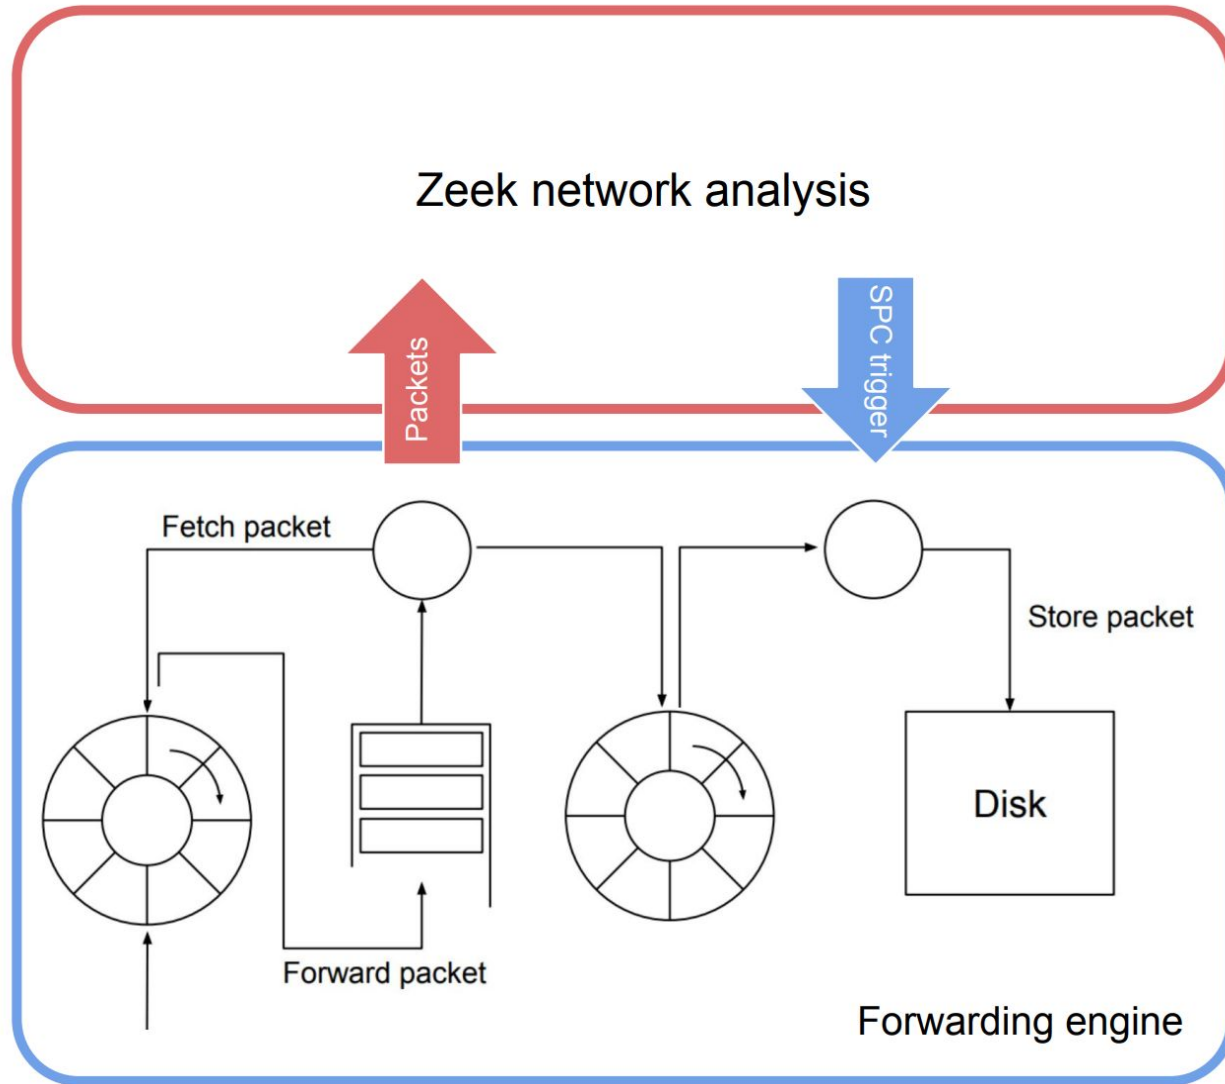 Zeek network analysis
Packets
SPC trigger
Fetch packet
Store packet
Disk
Forward packet
Forwarding engine